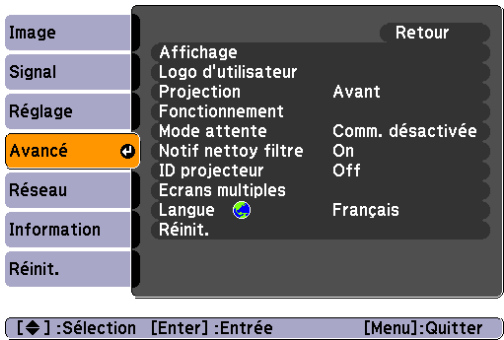 Image
Signal
Réglage
Avancé
Réseau
Information
Réinit.
Retour
Affichage
Logo d'utilisateur
Projection Avant
Fonctionnement
Mode attente Comm. désactivée
Notif nettoy filtre On
ID projecteur Off
Ecrans multiples
Langue Français
Réinit.
[◆] :Sélection [Enter] :Entrée [Menu]:Quitter